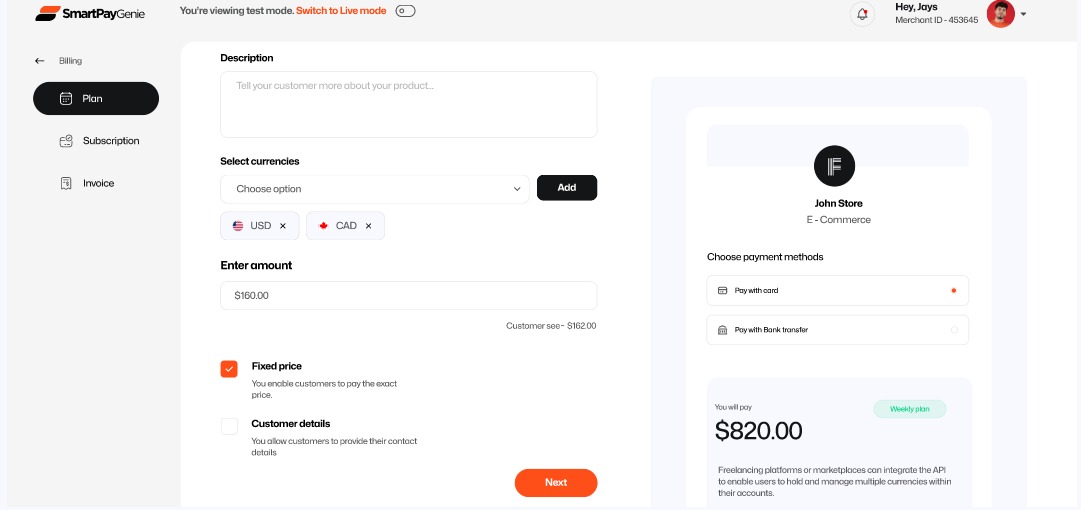 SmartPayGenie
You're viewing test mode. Switch to Live mode
Hey, Jays
Merchant ID - 453645
Billing
Plan
Subscription
Invoice
Description
Tell your customer more about your product...
Select currencies
Choose option
Add
USD
CAD
Enter amount
$160.00
Customer see - $162.00
Fixed price
You enable customers to pay the exact
price.
Customer details
You allow customers to provide their contact
details
Next
John Store
E - Commerce
Choose payment methods
Pay with card
Pay with Bank transfer
You will pay
Weekly plan
$820.00
Freelancing platforms or marketplaces can integrate the API
to enable users to hold and manage multiple currencies within
their accounts.